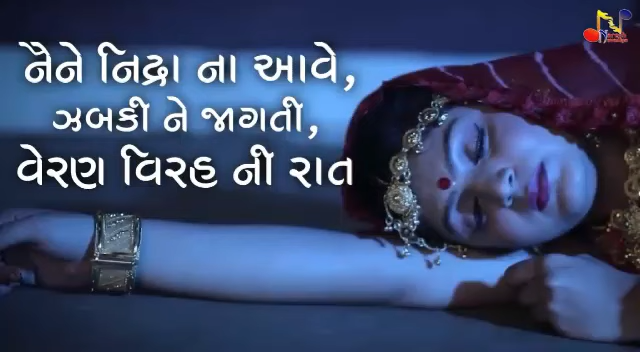 નૈને નિદ્રા ના આવે,
ઝબકી ને જાગતી,
વેરણ વિરહ ની રાત